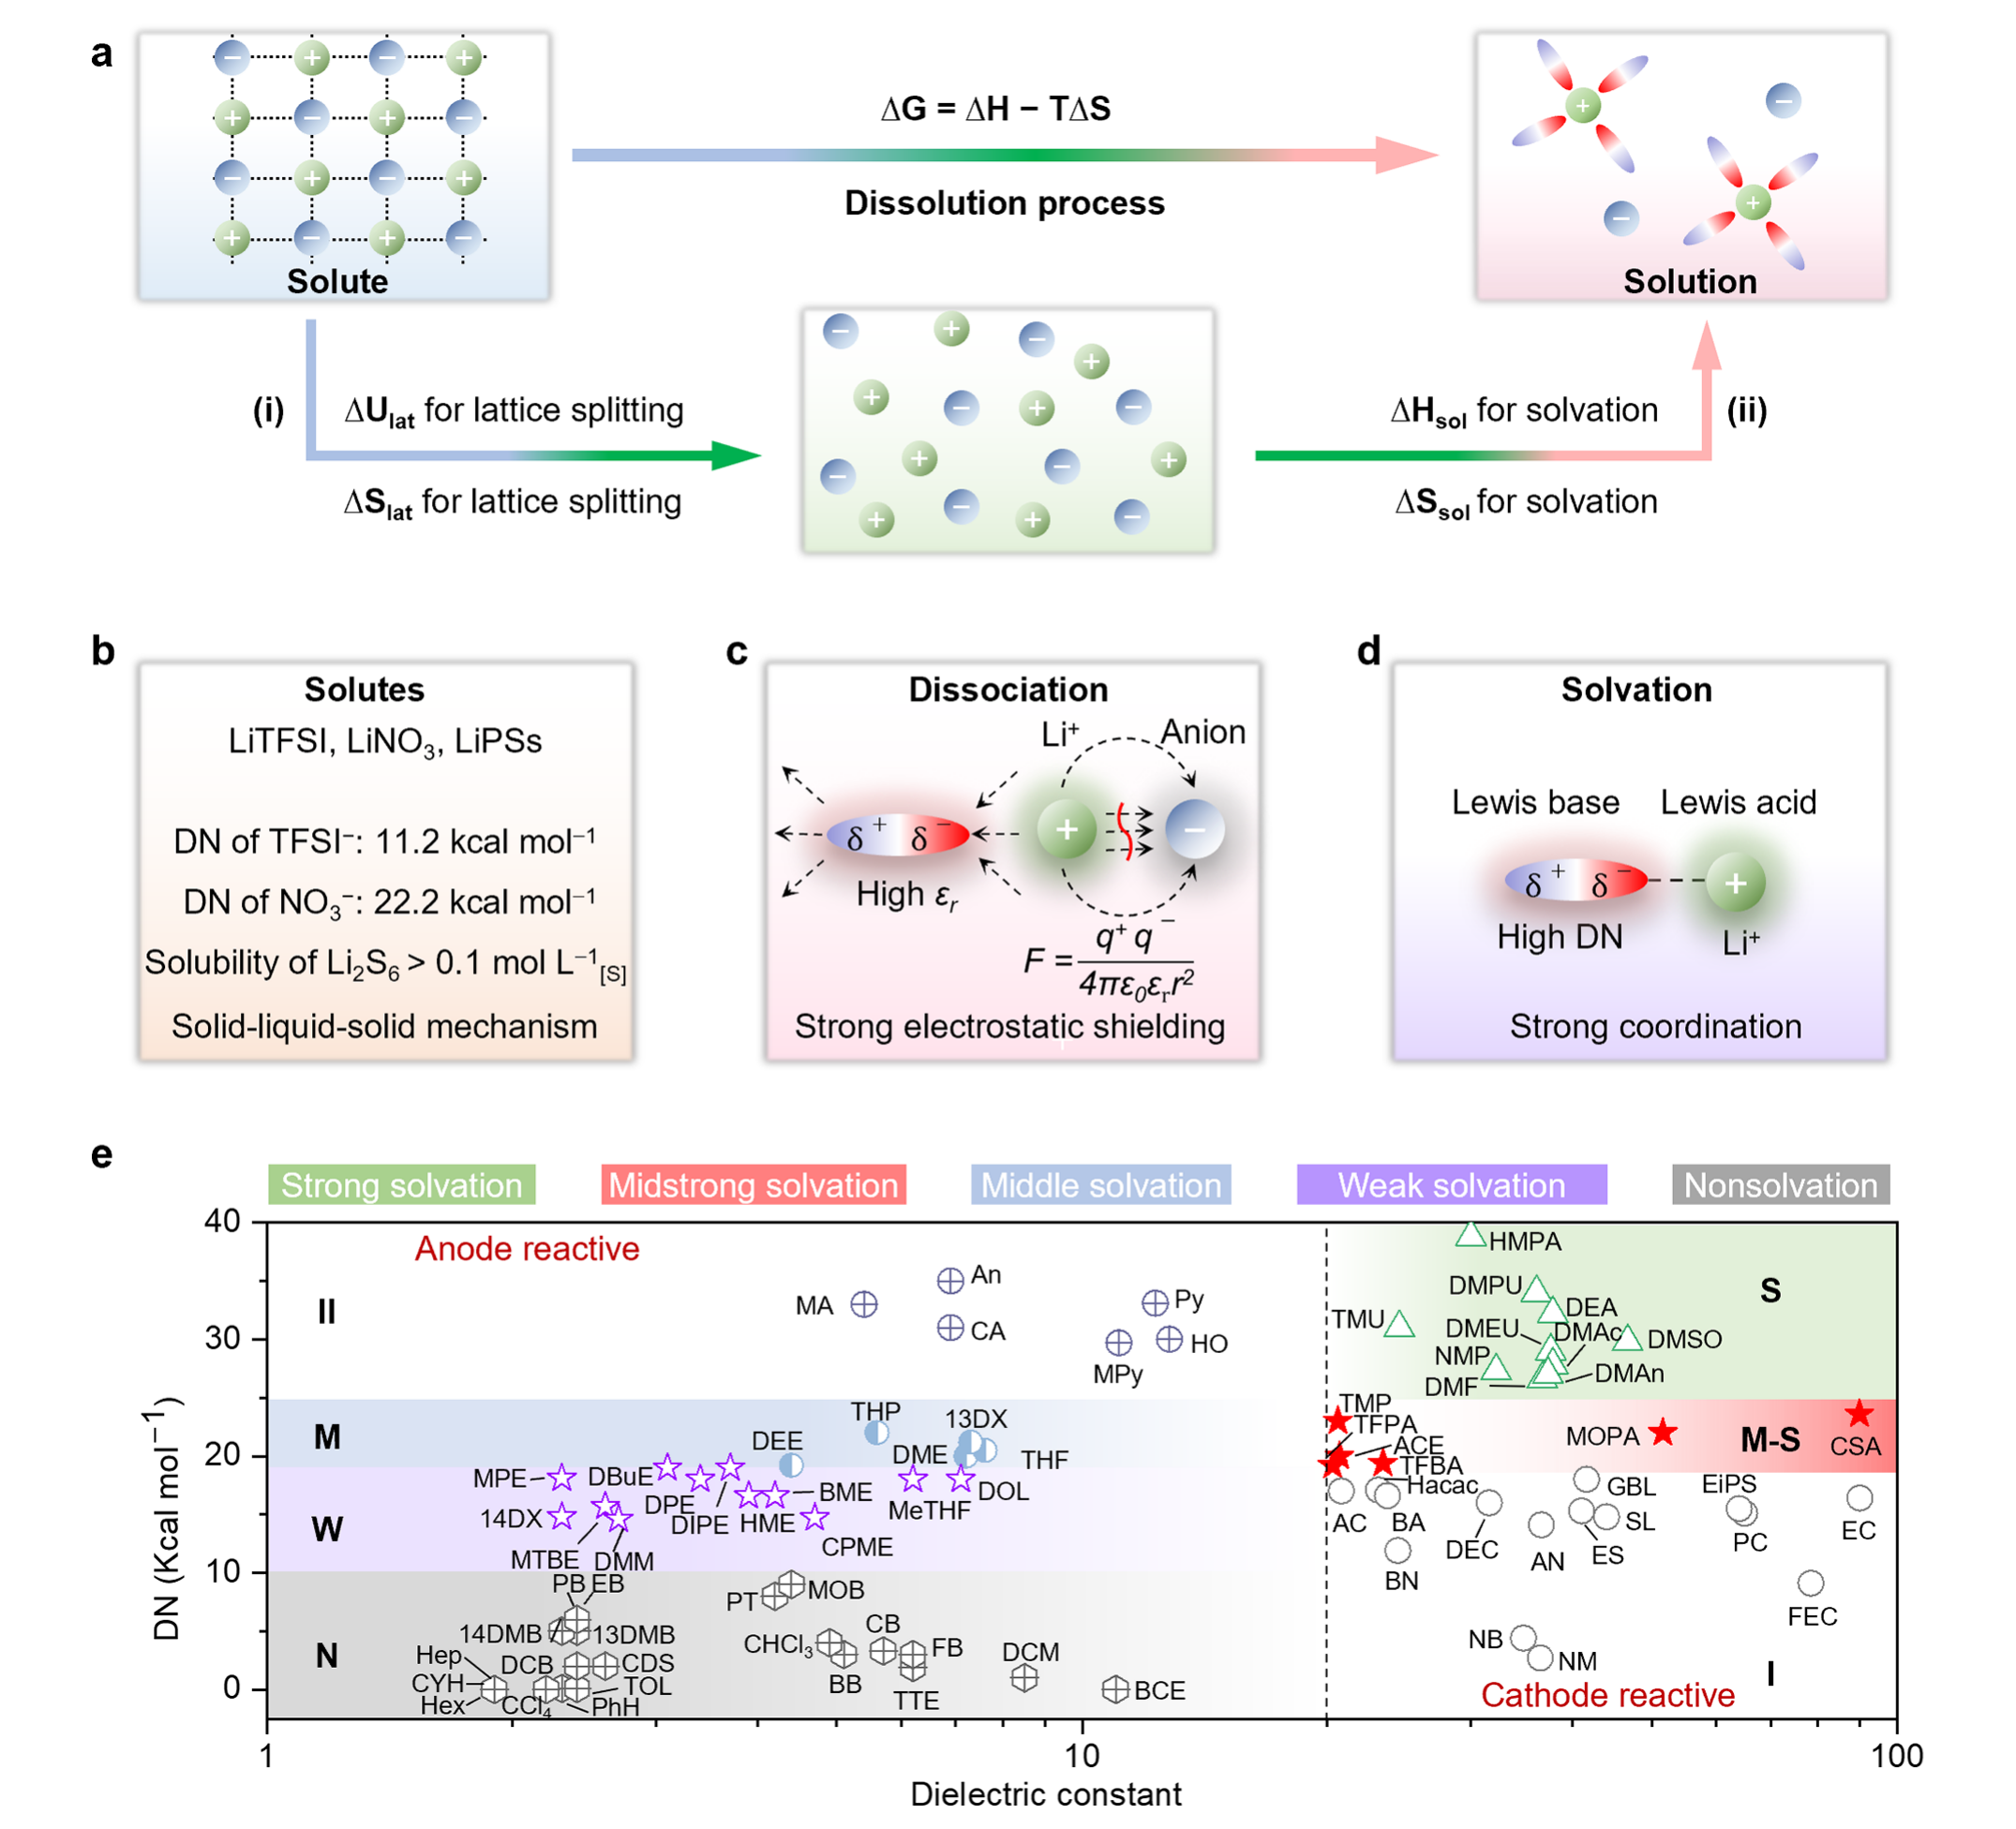 a
Solute
ΔG = ΔH − TΔS
Dissolution process
Solution
(i)
ΔU_lat for lattice splitting
ΔS_lat for lattice splitting
ΔH_sol for solvation
(ii)
ΔS_sol for solvation
b
Solutes
LiTFSI, LiNO₃, LiPSs
DN of TFSI⁻: 11.2 kcal mol⁻¹
DN of NO₃⁻: 22.2 kcal mol⁻¹
Solubility of Li₂S₆ > 0.1 mol L⁻¹[S]
Solid-liquid-solid mechanism
c
Dissociation
Li⁺
Anion
δ⁺ δ⁻
+
−
High εᵣ
F = q⁺q⁻ / 4πε₀εᵣr²
Strong electrostatic shielding
d
Solvation
Lewis base
Lewis acid
δ⁺ δ⁻
+
High DN
Li⁺
Strong coordination
e
Strong solvation
Midstrong solvation
Middle solvation
Weak solvation
Nonsolvation
DN (Kcal mol⁻¹)
40
30
20
10
0
Anode reactive
II
MA
An
CA
Py
HO
MPy
HMPA
S
DMPU
DEA
TMU
DMEU
DMAc
DMSO
NMP
DMF
DMAn
M
THP
13DX
DEE
DME
THF
TMP
TFPA
ACE
TFBA
MOPA
M-S
CSA
W
MPE
DBuE
14DX
DPE
DIPE
HME
BME
MeTHF
DOL
MTBE
DMM
CPME
Hacac
AC
BA
DEC
BN
AN
GBL
SL
ES
EiPS
PC
EC
FEC
N
PB
EB
PT
MOB
14DMB
13DMB
Hep
CYH
Hex
DCB
CDS
CCl₄
TOL
PhH
CHCl₃
BB
CB
FB
TTE
DCM
BCE
NB
NM
Cathode reactive
I
1
10
100
Dielectric constant